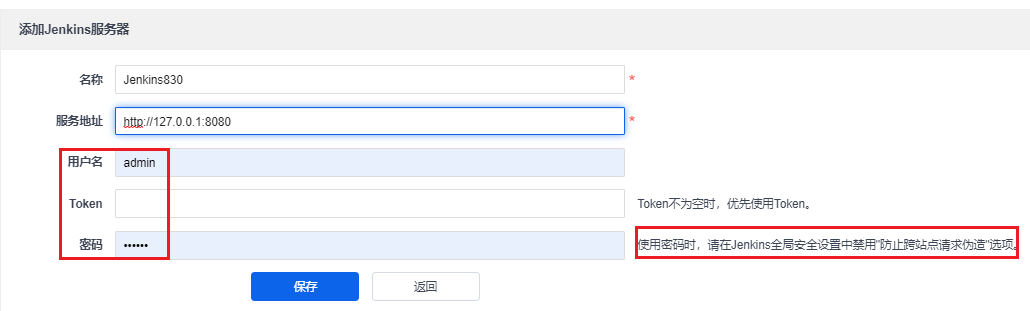 添加Jenkins服务器
名称 Jenkins830 *
服务地址 http://127.0.0.1:8080 *
用户名 admin
Token Token不为空时，优先使用Token。
密码 •••••• 使用密码时，请在Jenkins全局安全设置中禁用"防止跨站点请求伪造"选项。
保存 返回